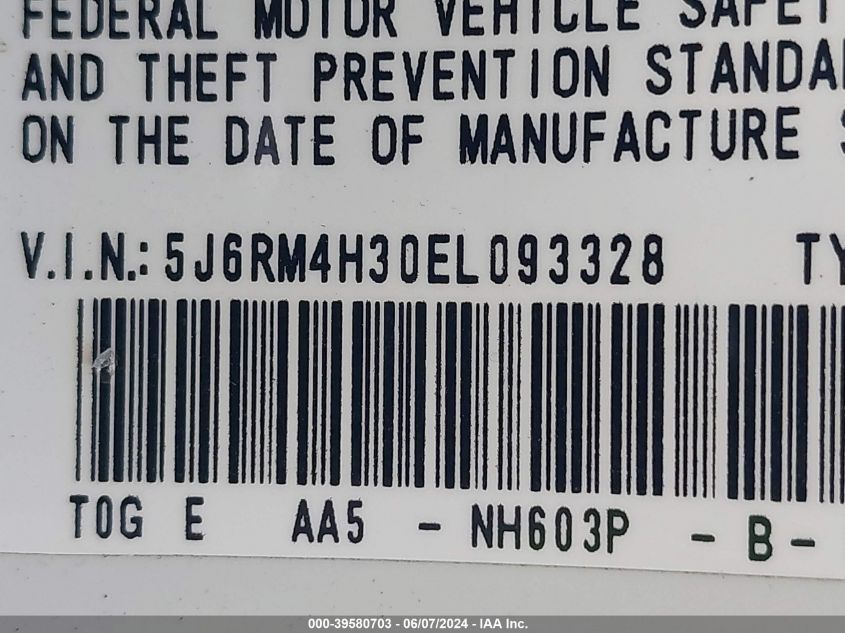 FEDERAL MOTOR VEHICLE SAFET
AND THEFT PREVENTION STANDA
ON THE DATE OF MANUFACTURE S
V.I.N.: 5J6RM4H30EL093328 TY
T0G E AA5 - NH603P - B -
000-39580703 - 06/07/2024 - IAA Inc.